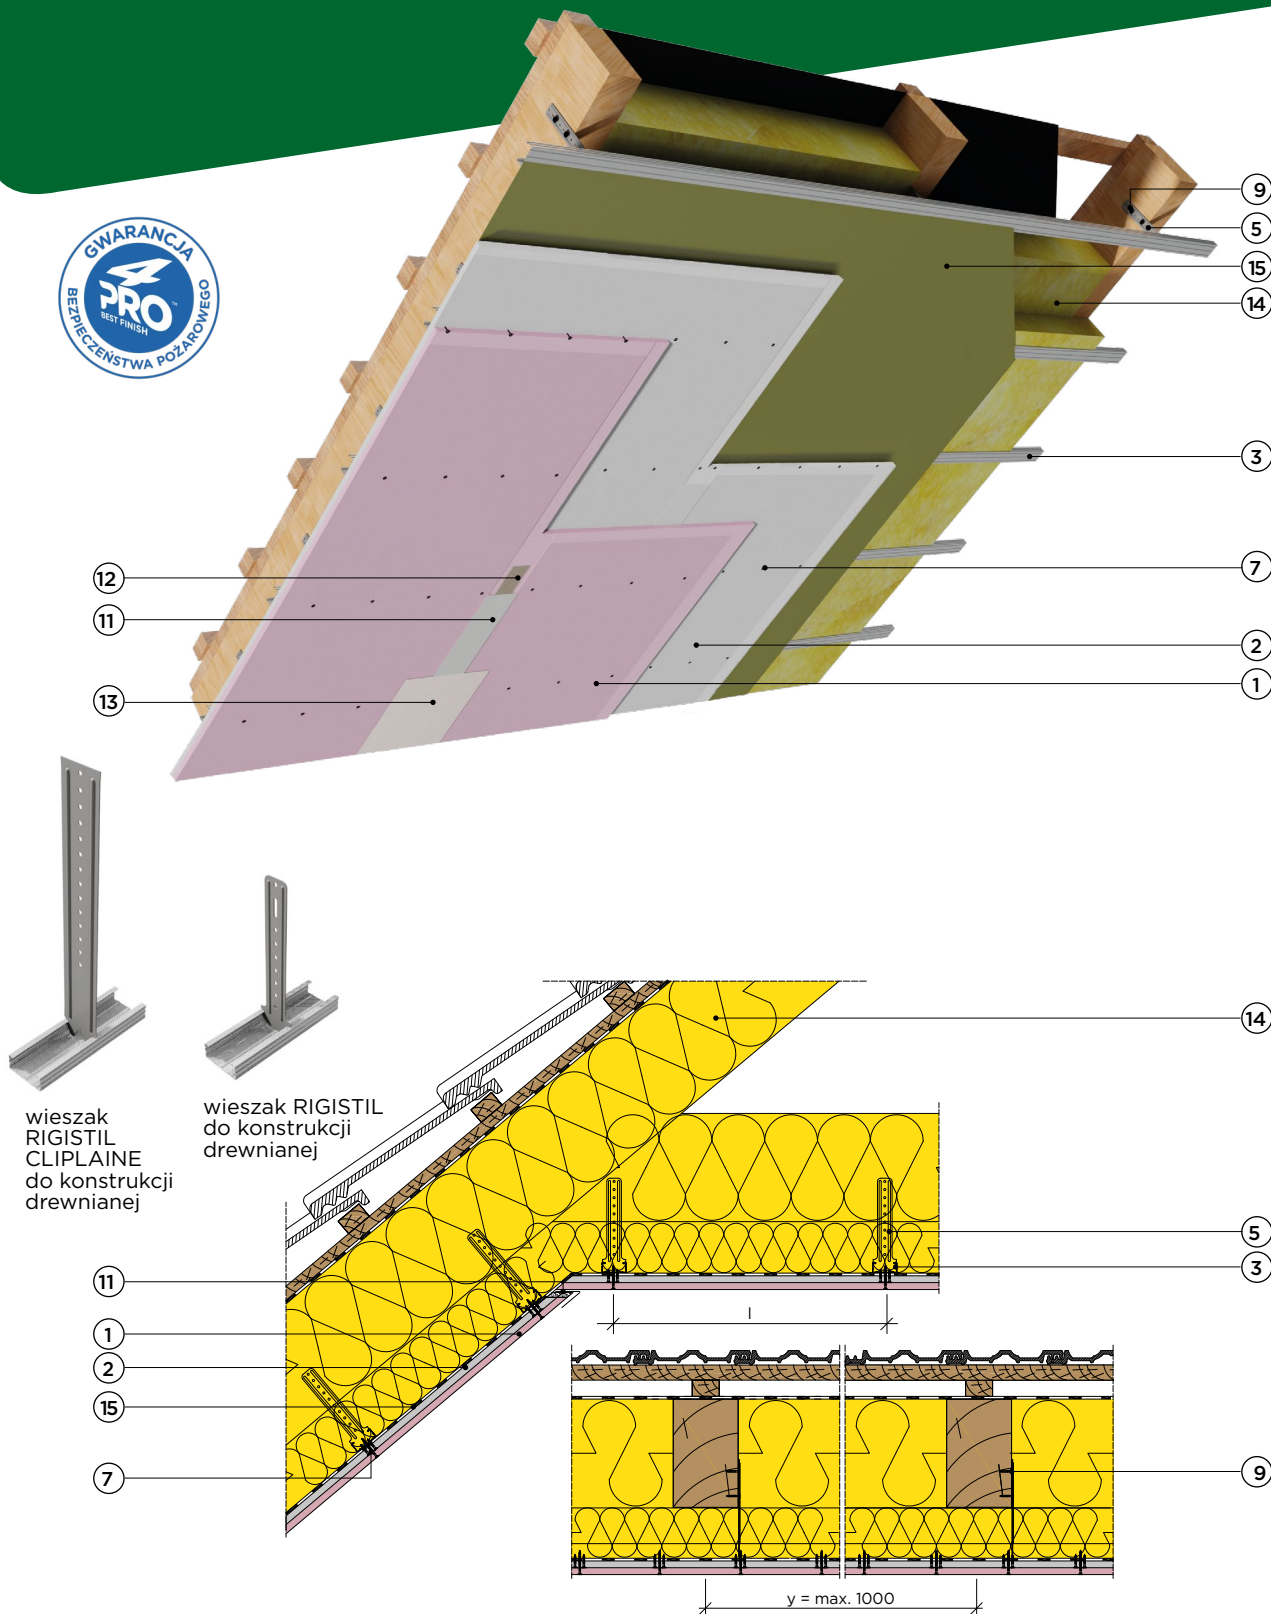 GWARANCJA
4
PRO™
BEST FINISH
BEZPIECZEŃSTWA POŻAROWEGO
9
5
15
14
3
12
7
11
2
13
1
wieszak
RIGISTIL
CLIPLAINE
do konstrukcji
drewnianej
wieszak RIGISTIL
do konstrukcji
drewnianej
14
5
11
3
1
2
15
7
l
9
y = max. 1000